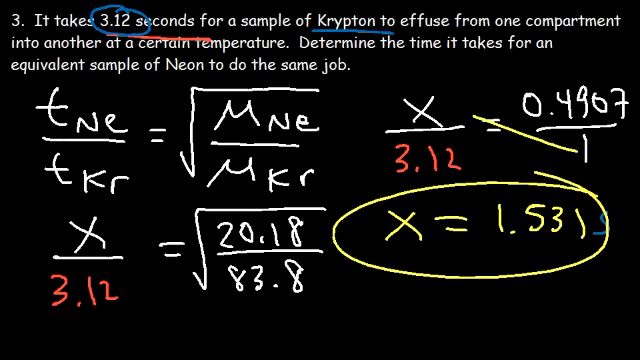 3. It takes 3.12 seconds for a sample of Krypton to effuse from one compartment
into another at a certain temperature. Determine the time it takes for an
equivalent sample of Neon to do the same job.
tNe/tKr = √(MNe/MKr)
x/3.12 = √(20.18/83.8)
x/3.12 = 0.4907/1
x = 1.531 s